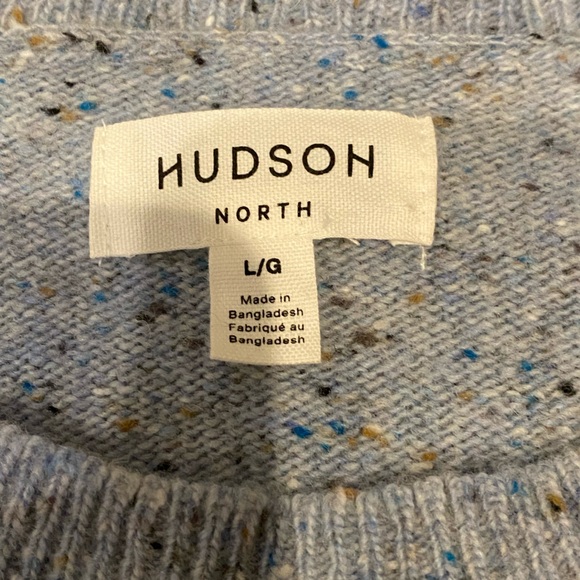 HUDSON
NORTH
L/G
Made in
Bangladesh
Fabriqué au
Bangladesh